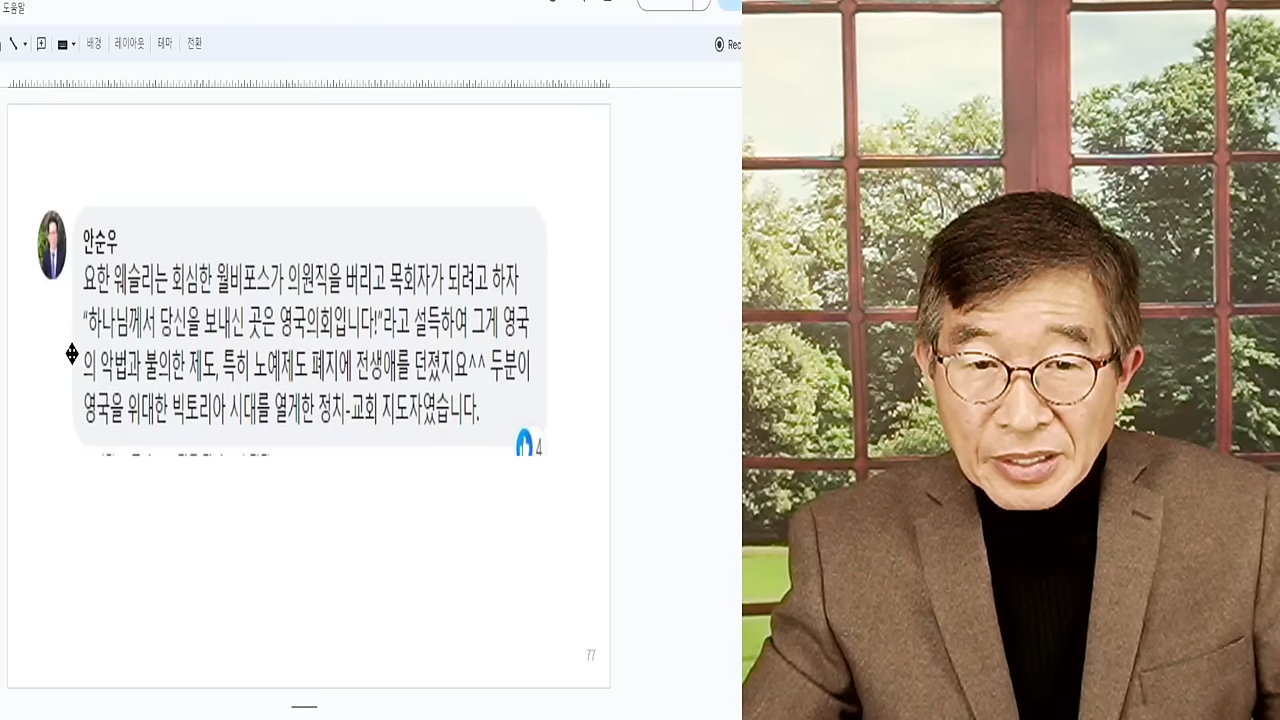 도움말
배경 레이아웃 테마 전환
Rec
안순우
요한 웨슬리는 회심한 윌비포스가 의원직을 버리고 목회자가 되려고 하자
“하나님께서 당신을 보내신 곳은 영국의회입니다!”라고 설득하여 그게 영국
의 악법과 불의한 제도, 특히 노예제도 폐지에 전생애를 던졌지요^^ 두분이
영국을 위대한 빅토리아 시대를 열게한 정치-교회 지도자였습니다.
4
77